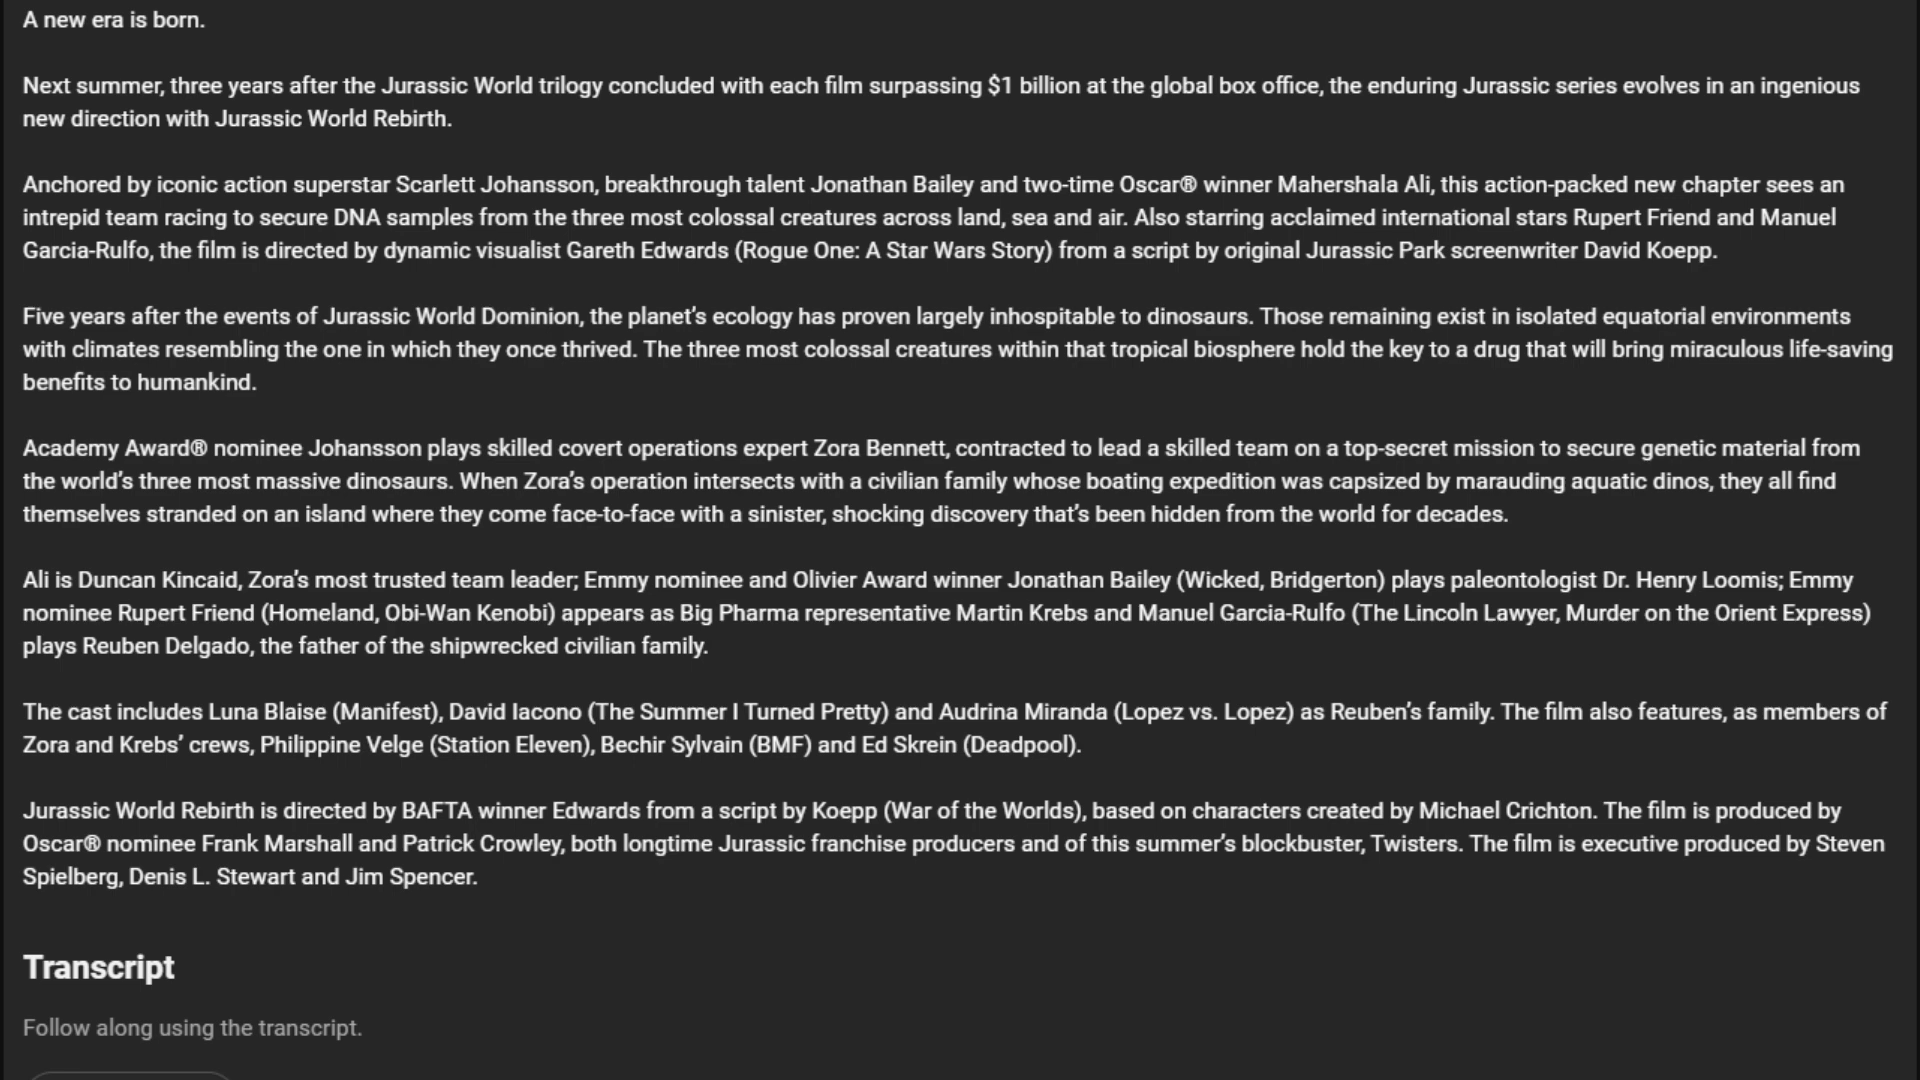 A new era is born.
Next summer, three years after the Jurassic World trilogy concluded with each film surpassing $1 billion at the global box office, the enduring Jurassic series evolves in an ingenious
new direction with Jurassic World Rebirth.
Anchored by iconic action superstar Scarlett Johansson, breakthrough talent Jonathan Bailey and two-time Oscar® winner Mahershala Ali, this action-packed new chapter sees an
intrepid team racing to secure DNA samples from the three most colossal creatures across land, sea and air. Also starring acclaimed international stars Rupert Friend and Manuel
Garcia-Rulfo, the film is directed by dynamic visualist Gareth Edwards (Rogue One: A Star Wars Story) from a script by original Jurassic Park screenwriter David Koepp.
Five years after the events of Jurassic World Dominion, the planet’s ecology has proven largely inhospitable to dinosaurs. Those remaining exist in isolated equatorial environments
with climates resembling the one in which they once thrived. The three most colossal creatures within that tropical biosphere hold the key to a drug that will bring miraculous life-saving
benefits to humankind.
Academy Award® nominee Johansson plays skilled covert operations expert Zora Bennett, contracted to lead a skilled team on a top-secret mission to secure genetic material from
the world’s three most massive dinosaurs. When Zora’s operation intersects with a civilian family whose boating expedition was capsized by marauding aquatic dinos, they all find
themselves stranded on an island where they come face-to-face with a sinister, shocking discovery that’s been hidden from the world for decades.
Ali is Duncan Kincaid, Zora’s most trusted team leader; Emmy nominee and Olivier Award winner Jonathan Bailey (Wicked, Bridgerton) plays paleontologist Dr. Henry Loomis; Emmy
nominee Rupert Friend (Homeland, Obi-Wan Kenobi) appears as Big Pharma representative Martin Krebs and Manuel Garcia-Rulfo (The Lincoln Lawyer, Murder on the Orient Express)
plays Reuben Delgado, the father of the shipwrecked civilian family.
The cast includes Luna Blaise (Manifest), David Iacono (The Summer I Turned Pretty) and Audrina Miranda (Lopez vs. Lopez) as Reuben’s family. The film also features, as members of
Zora and Krebs’ crews, Philippine Velge (Station Eleven), Bechir Sylvain (BMF) and Ed Skrein (Deadpool).
Jurassic World Rebirth is directed by BAFTA winner Edwards from a script by Koepp (War of the Worlds), based on characters created by Michael Crichton. The film is produced by
Oscar® nominee Frank Marshall and Patrick Crowley, both longtime Jurassic franchise producers and of this summer’s blockbuster, Twisters. The film is executive produced by Steven
Spielberg, Denis L. Stewart and Jim Spencer.
Transcript
Follow along using the transcript.